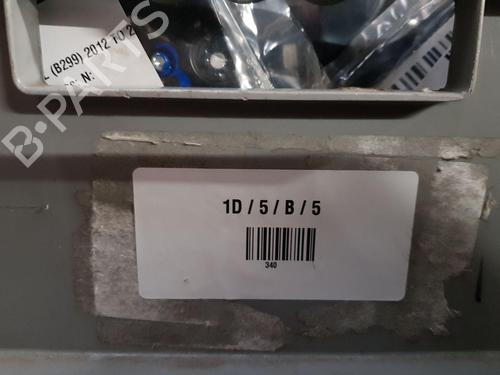 L (B299) 2012 TO 2
B-PARTS
1D / 5 / B / 5
340